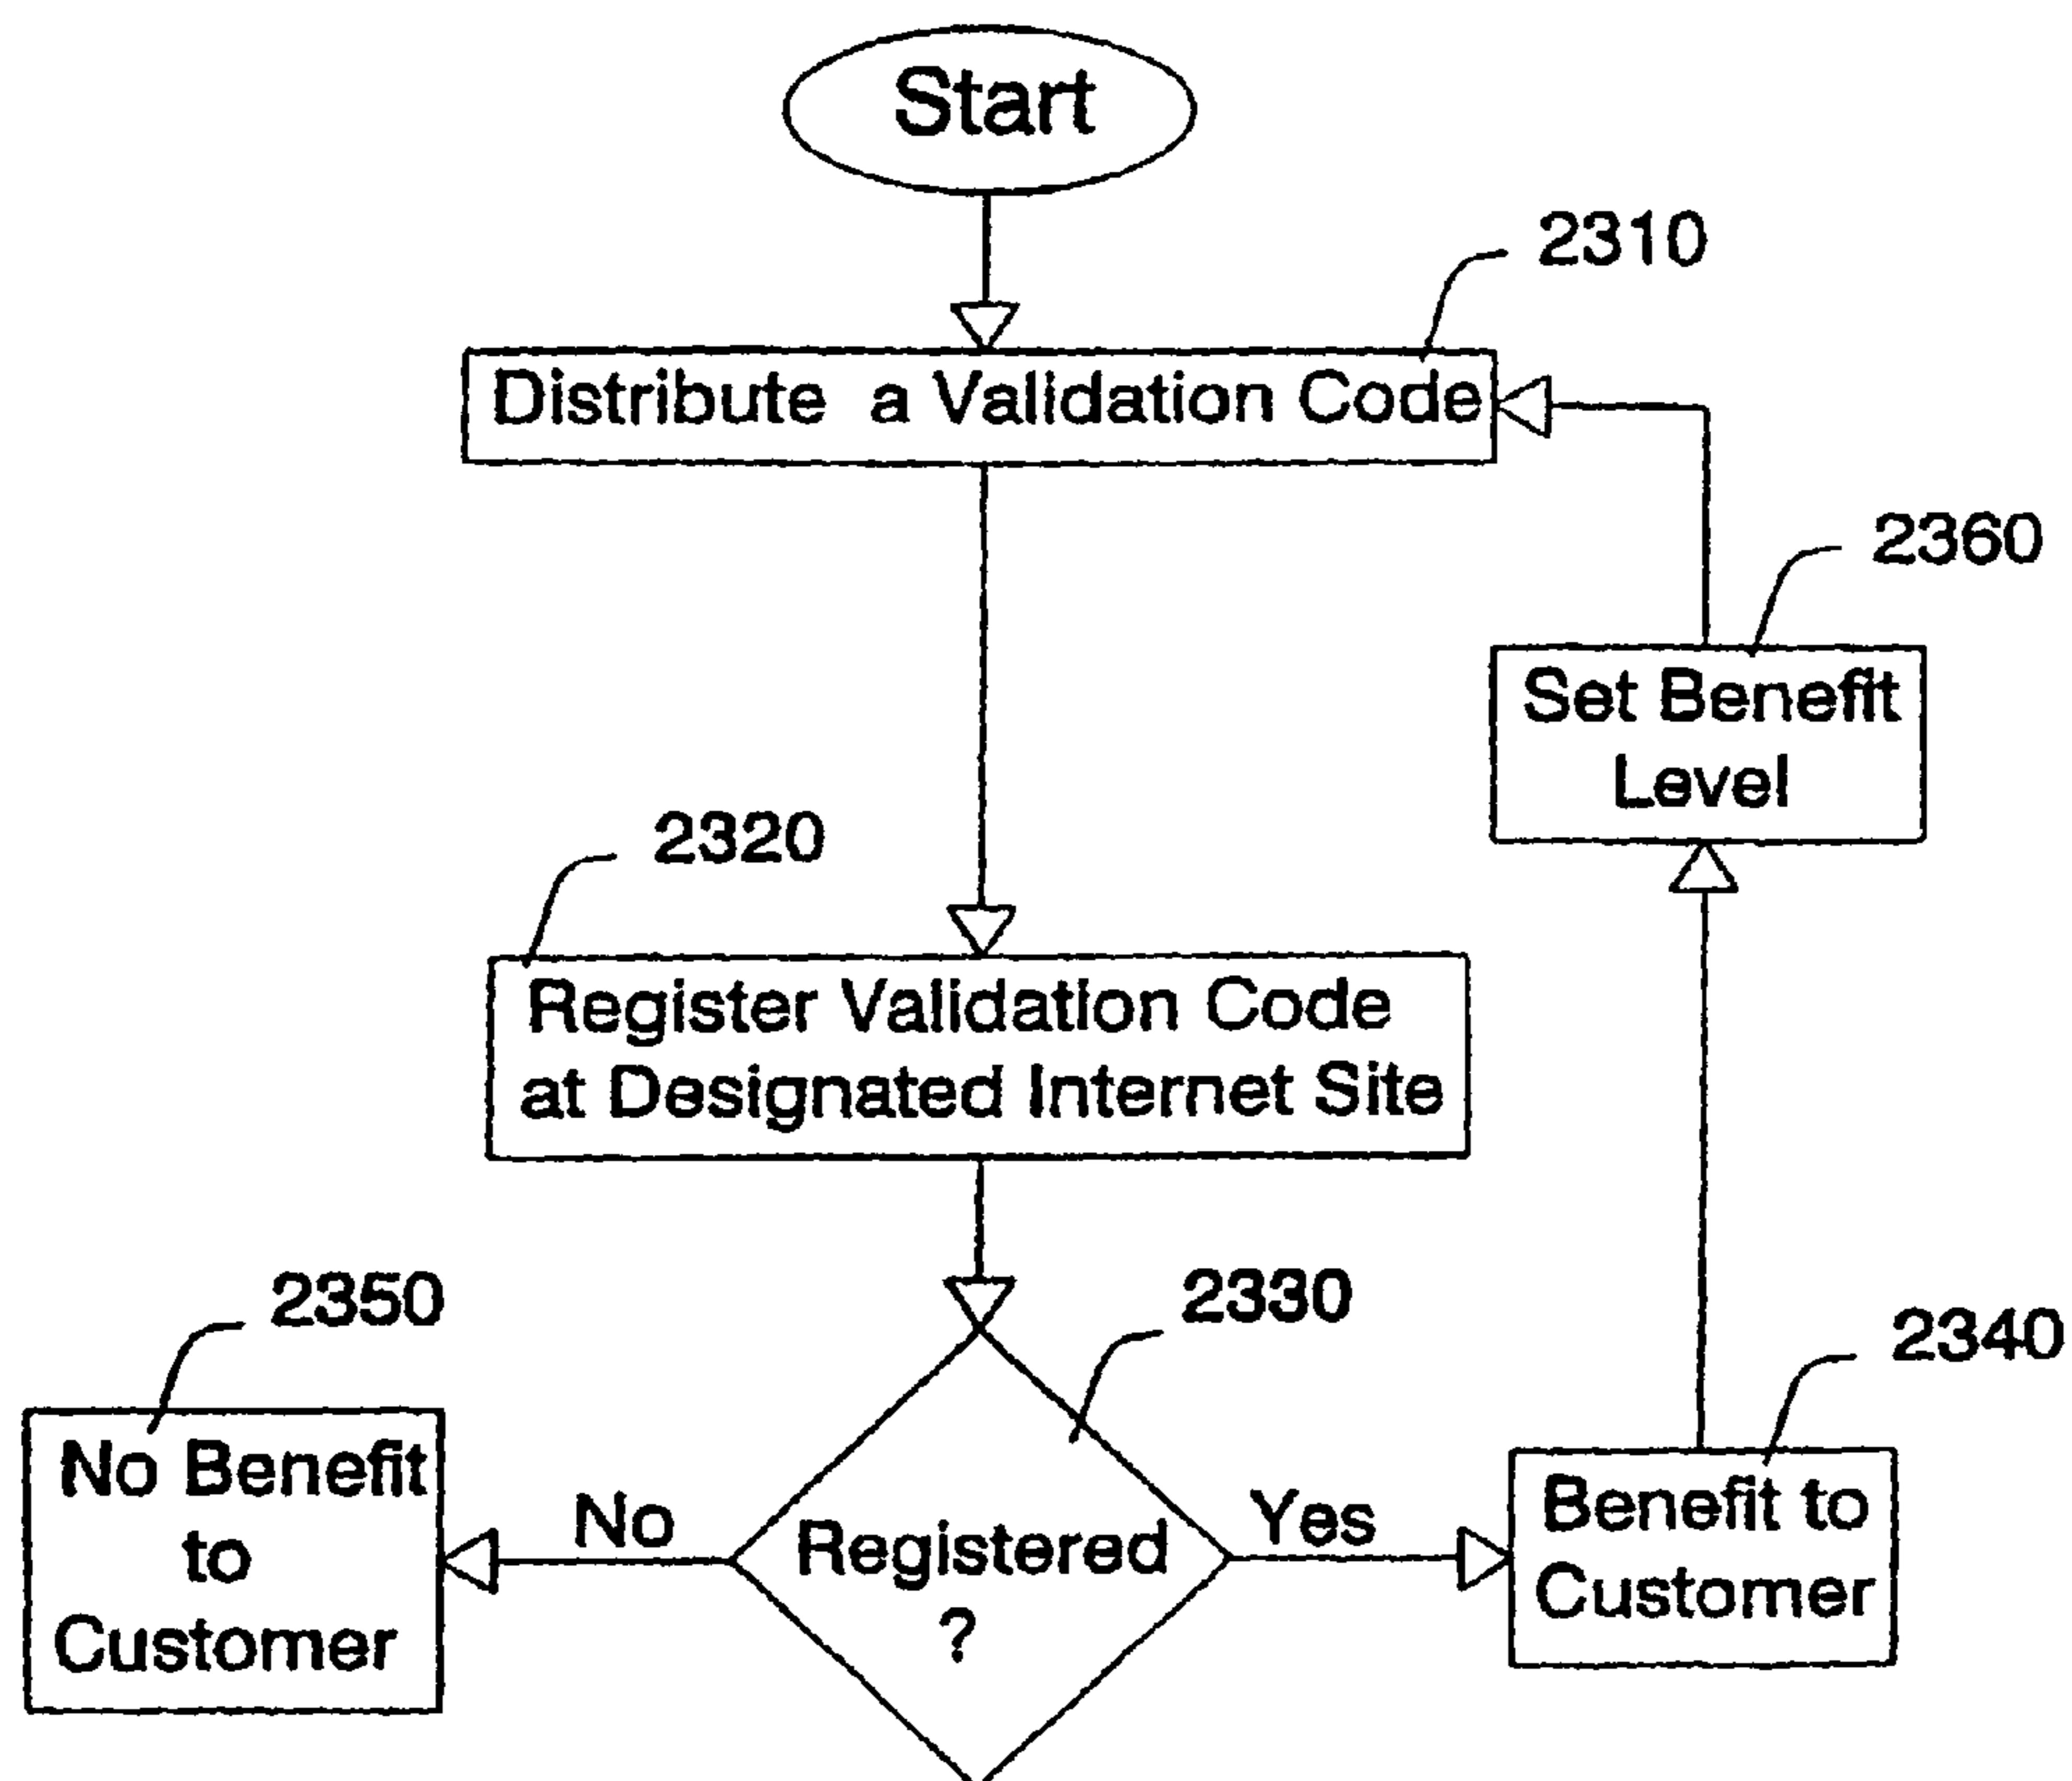 Start
2310
Distribute a Validation Code
2360
Set Benefit
Level
2320
Register Validation Code
at Designated Internet Site
2350
2330
2340
No Benefit
to
Customer
No
Registered
?
Yes
Benefit to
Customer